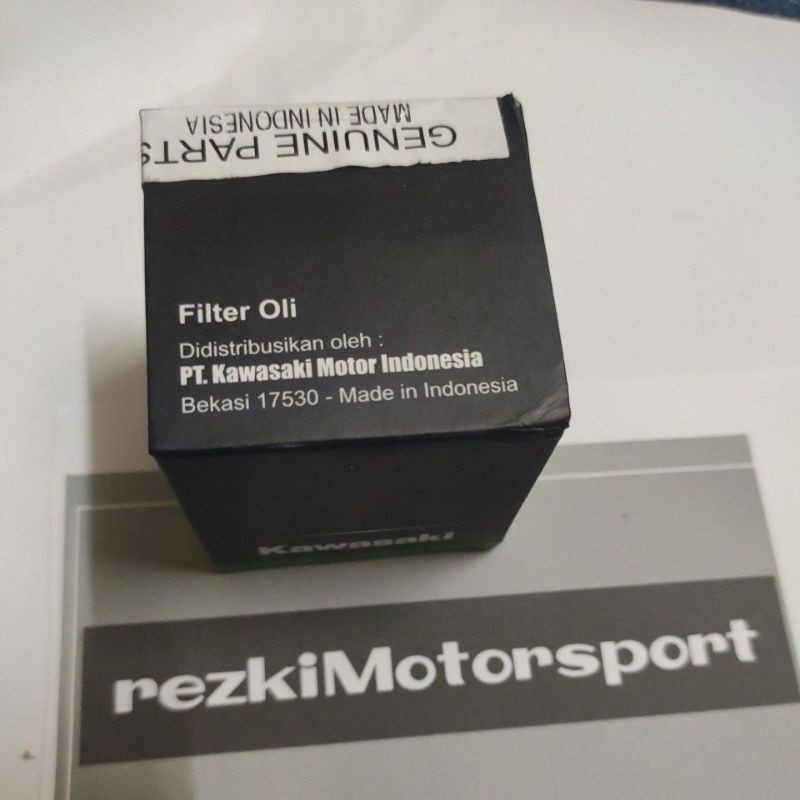 GENUINE PARTS
MADE IN INDONESIA
Filter Oli
Didistribusikan oleh :
PT. Kawasaki Motor Indonesia
Bekasi 17530 - Made in Indonesia
Kawasaki
rezkiMotorsport